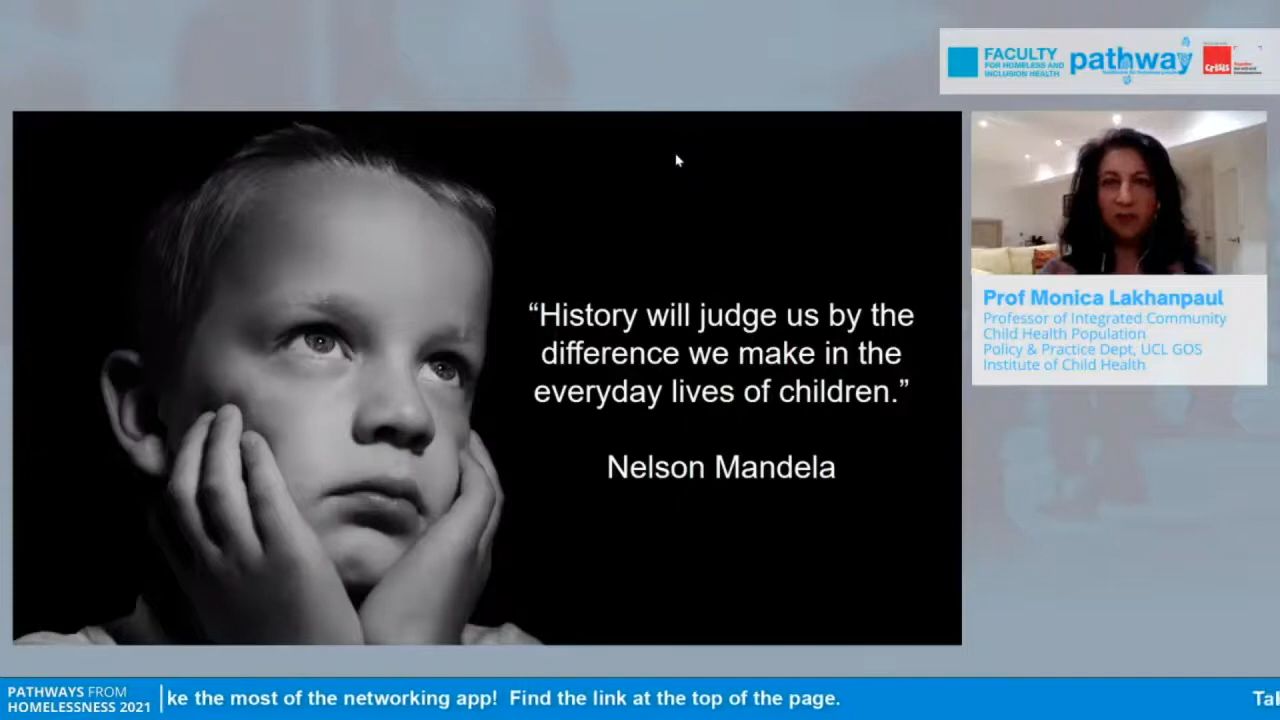 FACULTY
FOR HOMELESS AND
INCLUSION HEALTH
pathway
CRISIS
“History will judge us by the
difference we make in the
everyday lives of children.”
Nelson Mandela
Prof Monica Lakhanpaul
Professor of Integrated Community
Child Health Population
Policy & Practice Dept, UCL GOS
Institute of Child Health
PATHWAYS FROM
HOMELESSNESS 2021
ke the most of the networking app! Find the link at the top of the page.
Tal